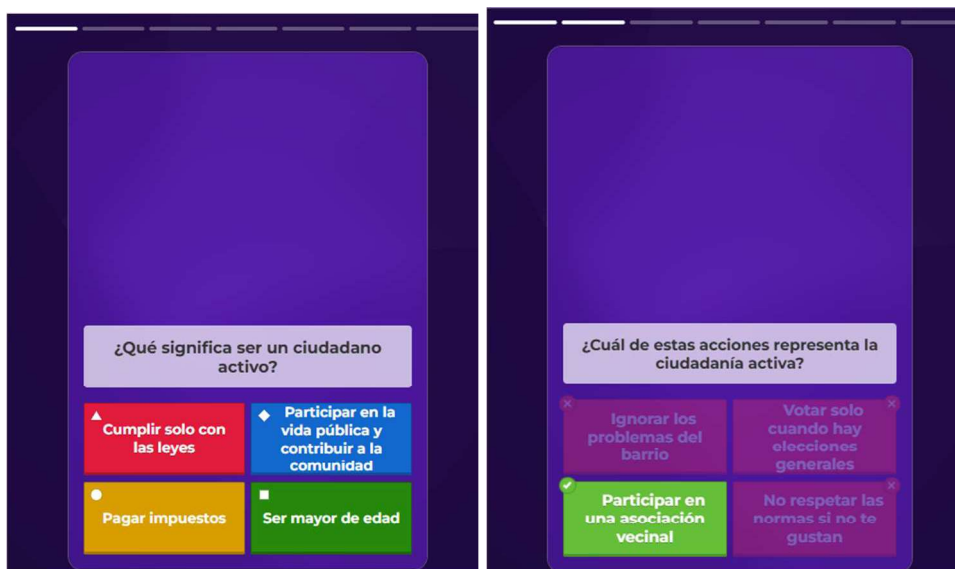 ¿Qué significa ser un ciudadano
activo?
Cumplir solo con
las leyes
Participar en la
vida pública y
contribuir a la
comunidad
Pagar impuestos
Ser mayor de edad
¿Cuál de estas acciones representa la
ciudadanía activa?
Ignorar los
problemas del
barrio
Votar solo
cuando hay
elecciones
generales
Participar en
una asociación
vecinal
No respetar las
normas si no te
gustan